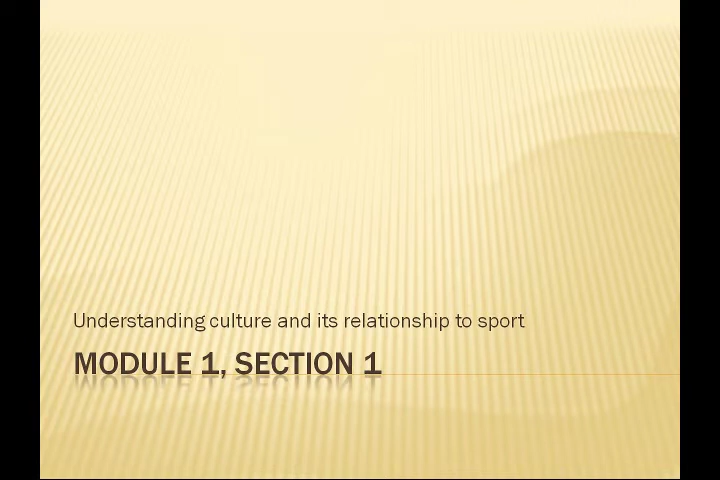 Understanding culture and its relationship to sport
MODULE 1, SECTION 1